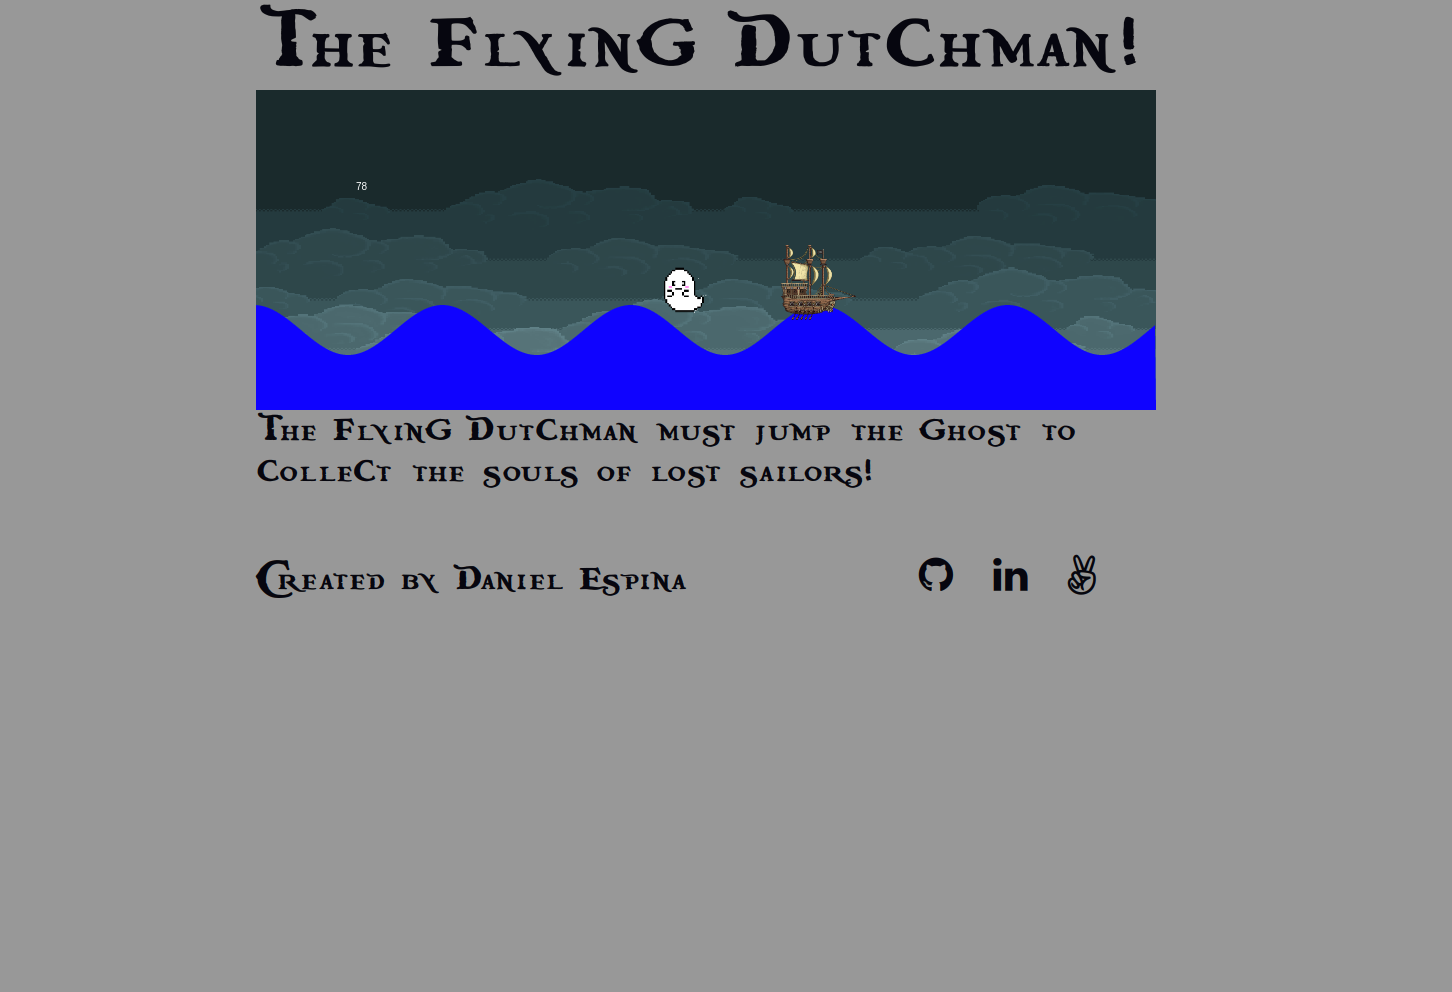 The Flying Dutchman!
78
The Flying Dutchman must jump the Ghost to
Collect the souls of lost sailors!
Created by Daniel Espina
in